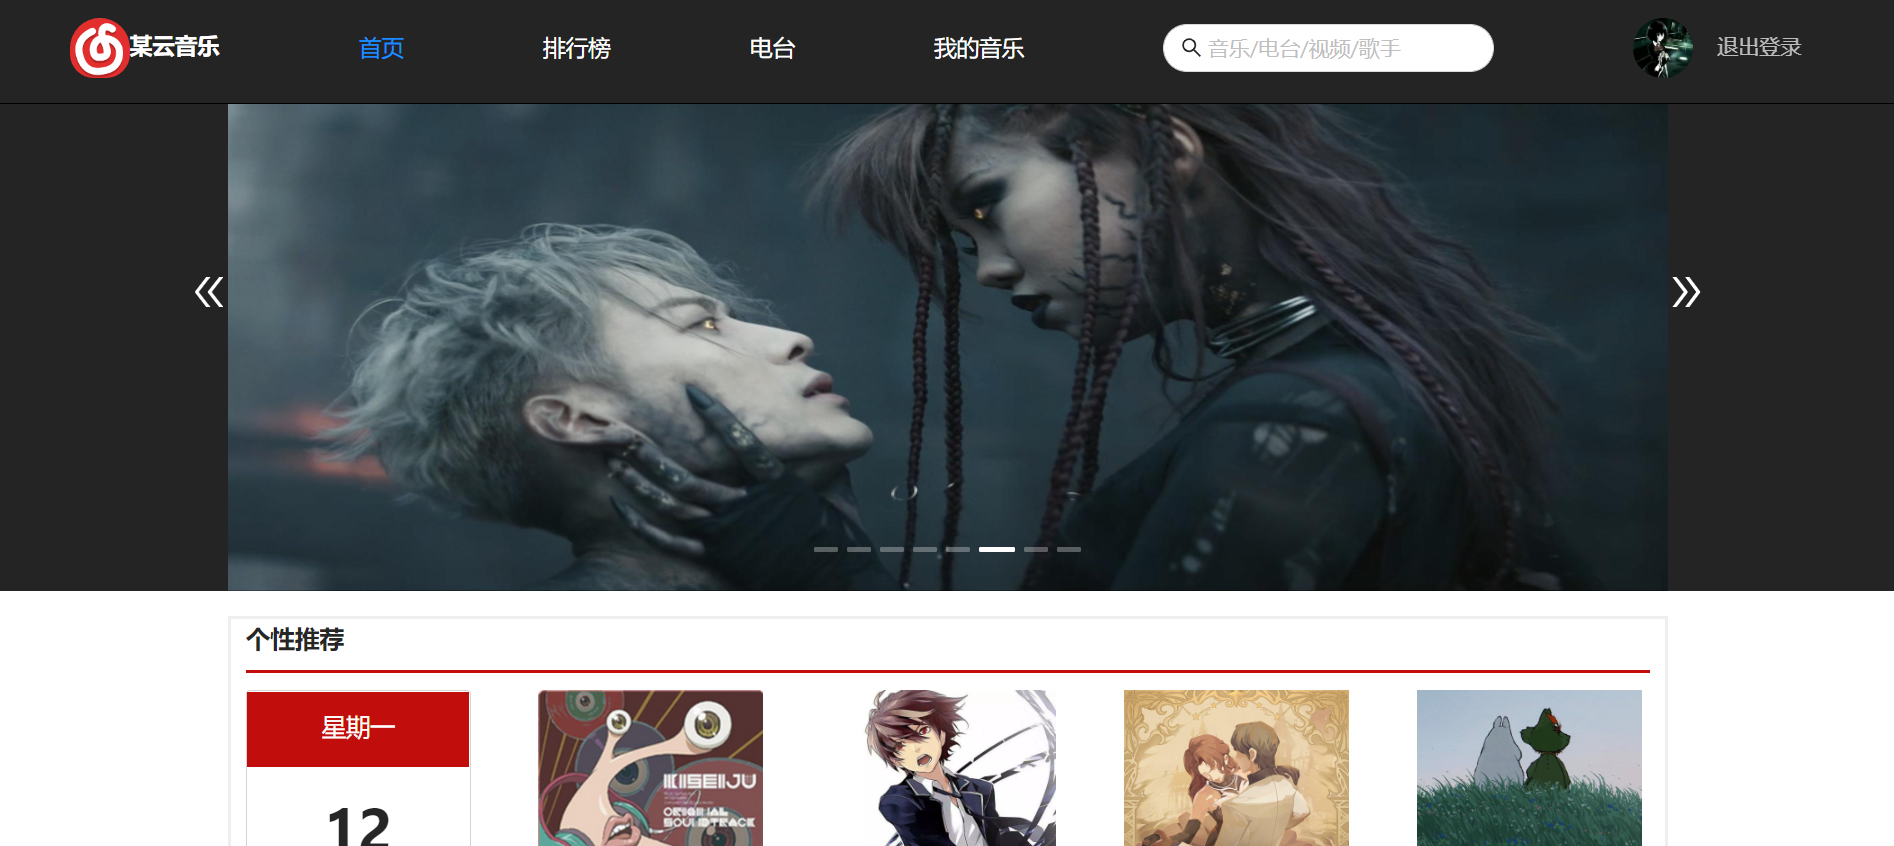 某云音乐
首页
排行榜
电台
我的音乐
音乐/电台/视频/歌手
退出登录
个性推荐
星期一
12
KISEIJU
ORIGINAL
SOUNDTRACK